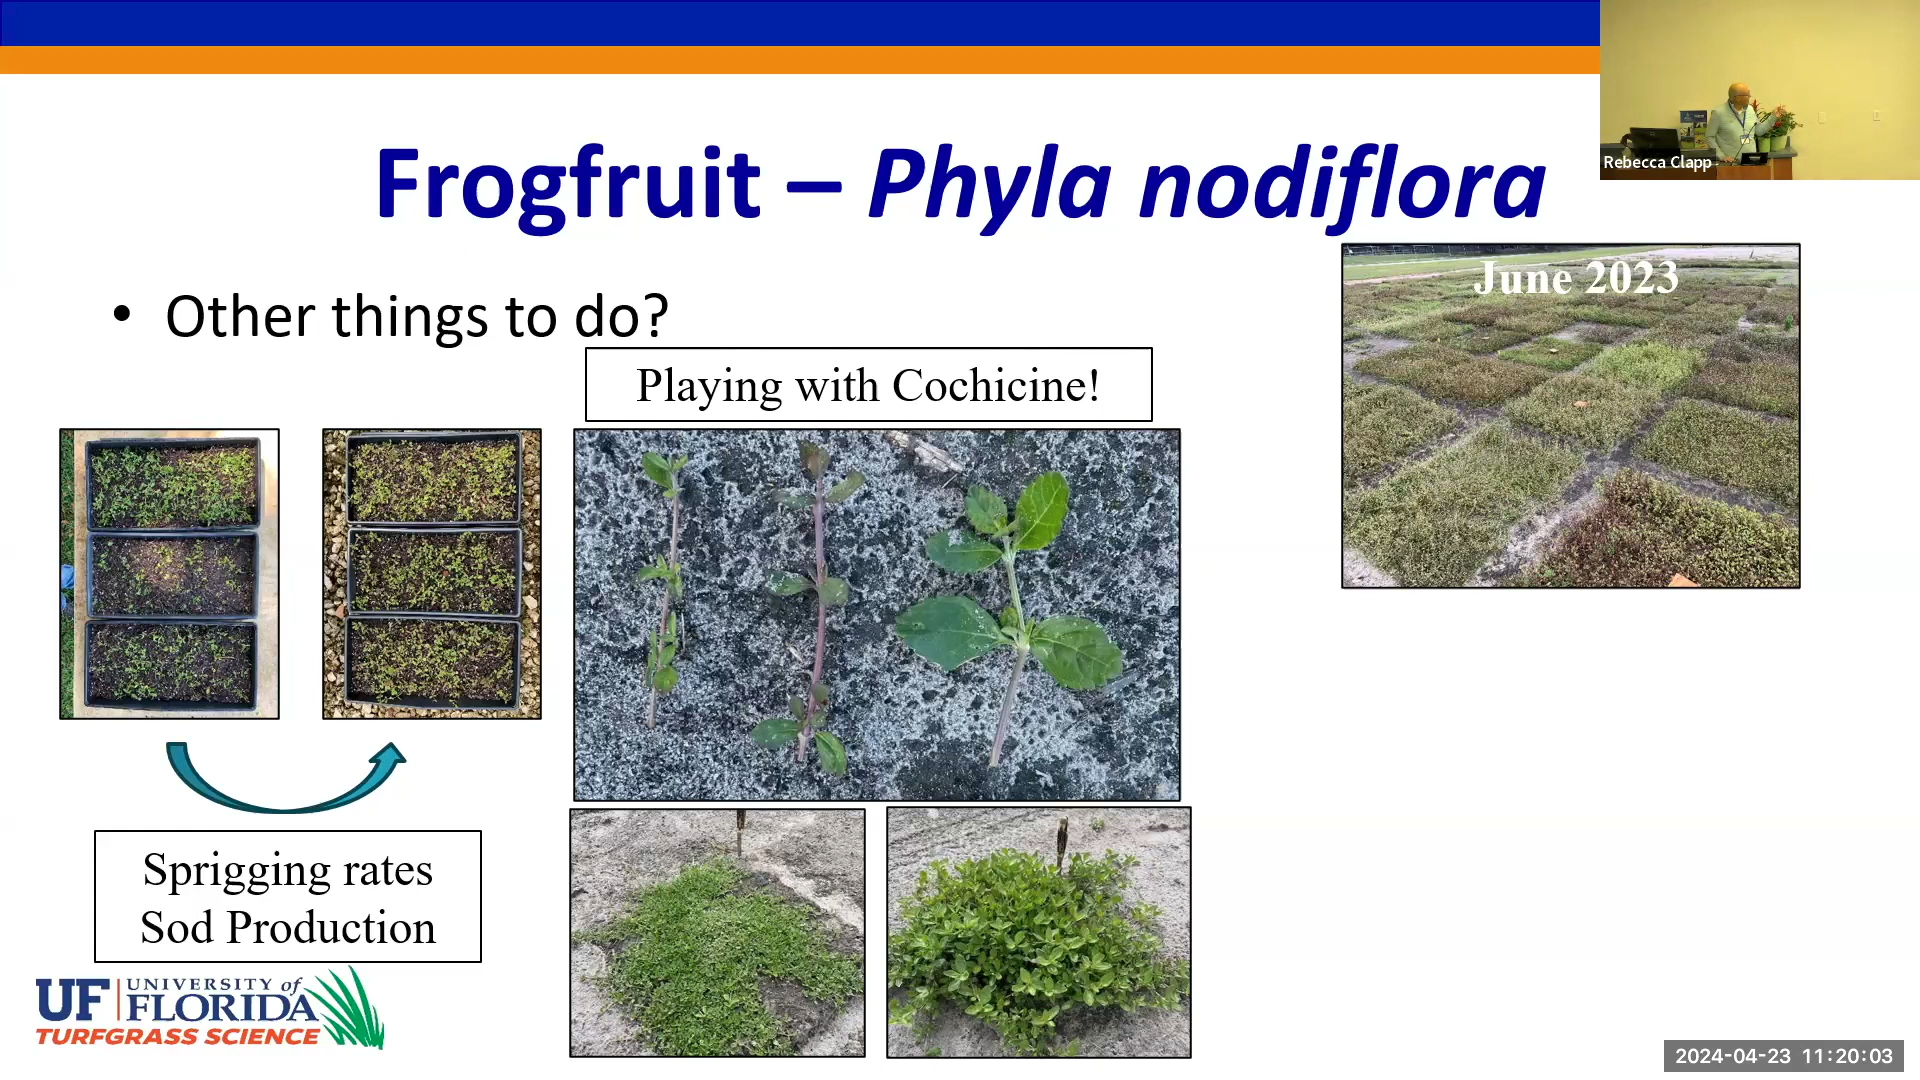 Rebecca Clapp
Frogfruit – Phyla nodiflora
• Other things to do?
June 2023
Playing with Cochicine!
Sprigging rates
Sod Production
UF UNIVERSITY of
FLORIDA
TURFGRASS SCIENCE
2024-04-23 11:20:03